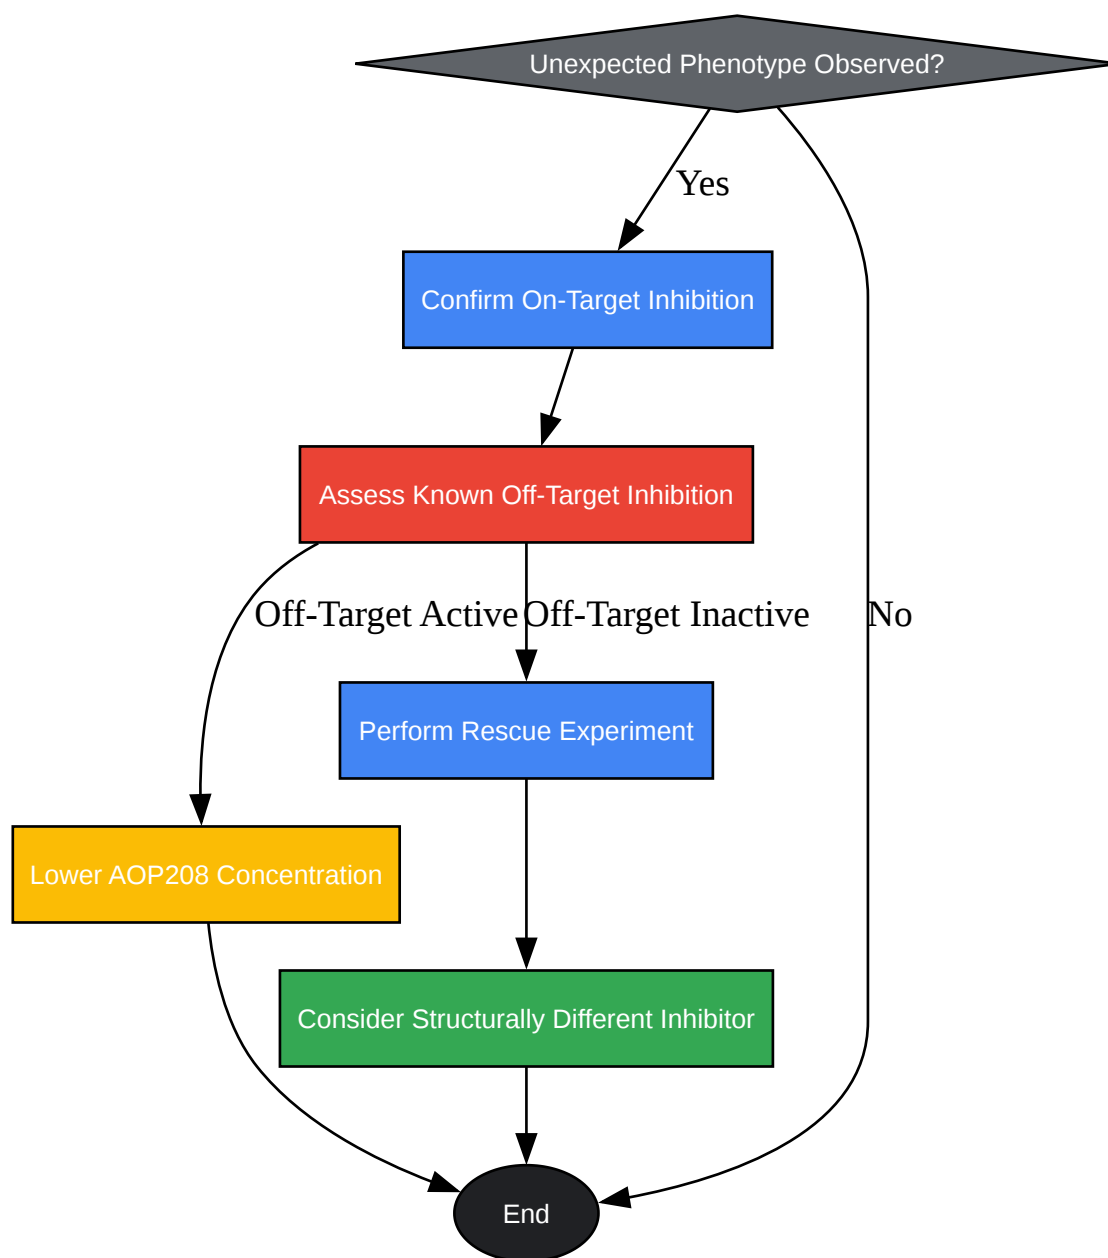 Unexpected Phenotype Observed?
Yes
Confirm On-Target Inhibition
Assess Known Off-Target Inhibition
Off-Target Active
Off-Target Inactive
No
Perform Rescue Experiment
Lower AOP208 Concentration
Consider Structurally Different Inhibitor
End